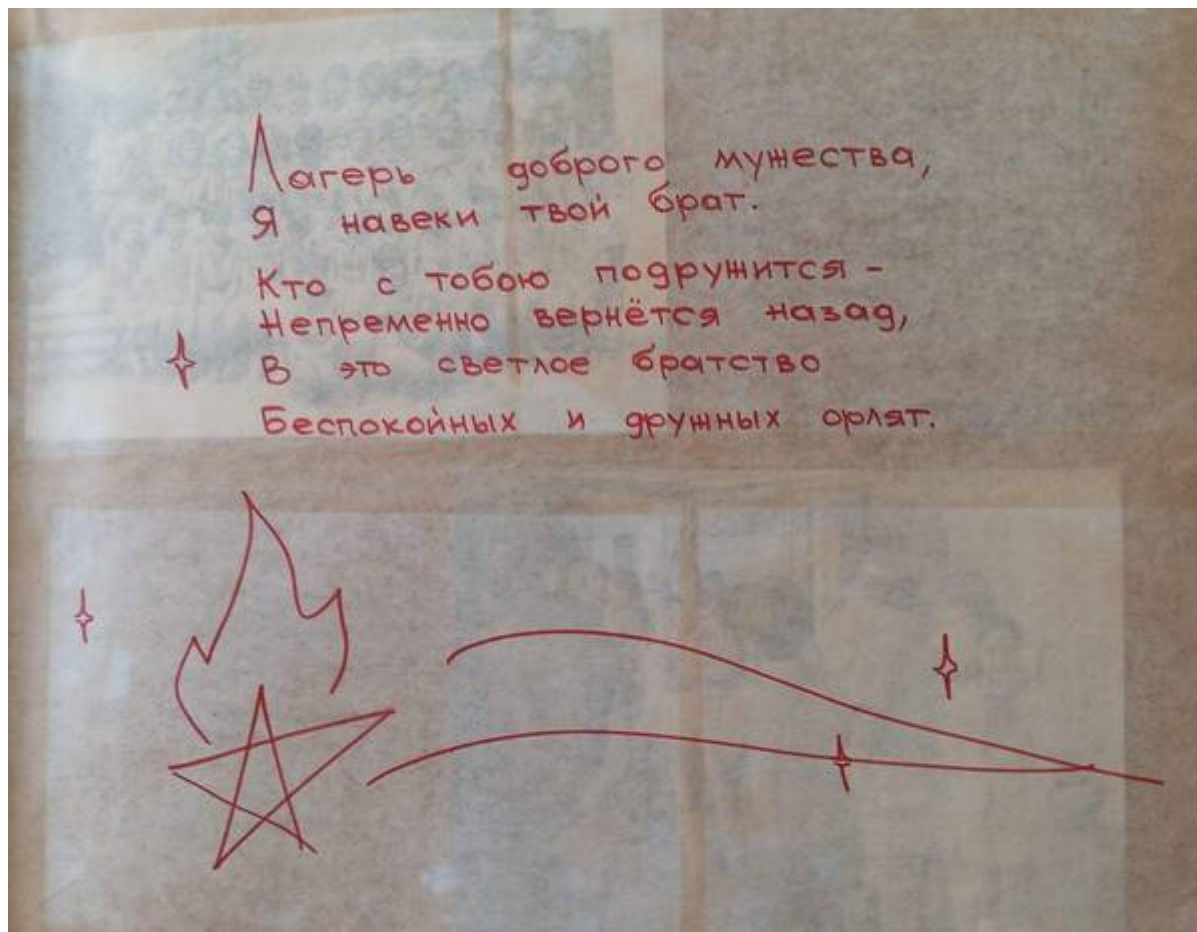 Лагерь доброго мужества,
Я навеки твой брат.
Кто с тобою подружится -
Непременно вернётся назад,
В это светлое братство
Беспокойных и дружных орлят.